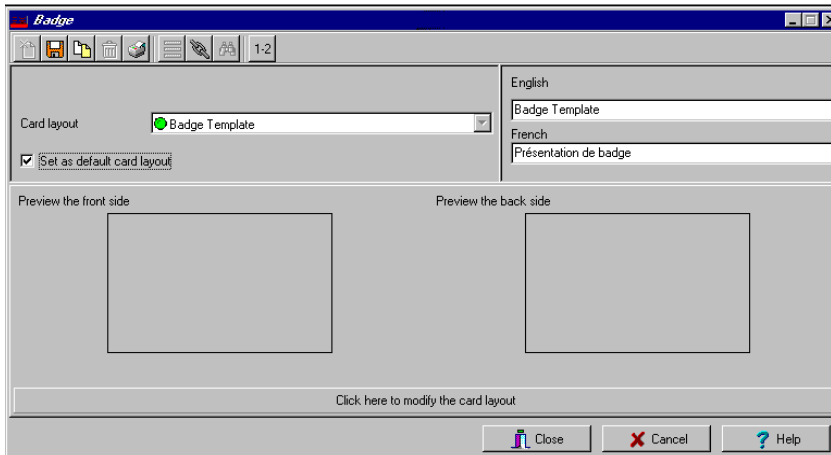 Badge
1-2
Card layout
Badge Template
Set as default card layout
English
Badge Template
French
Présentation de badge
Preview the front side
Preview the back side
Click here to modify the card layout
Close
Cancel
? Help